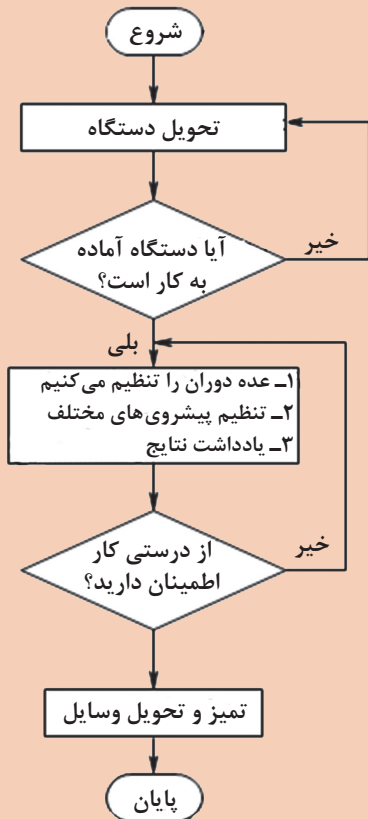 شروع
تحویل دستگاه
آیا دستگاه آماده
به کار است؟
خیر
بلی
۱ـ عده دوران را تنظیم می‌کنیم
۲ـ تنظیم پیشروی‌های مختلف
۳ـ یادداشت نتایج
از درستی کار
اطمینان دارید؟
خیر
تمیز و تحویل وسایل
پایان